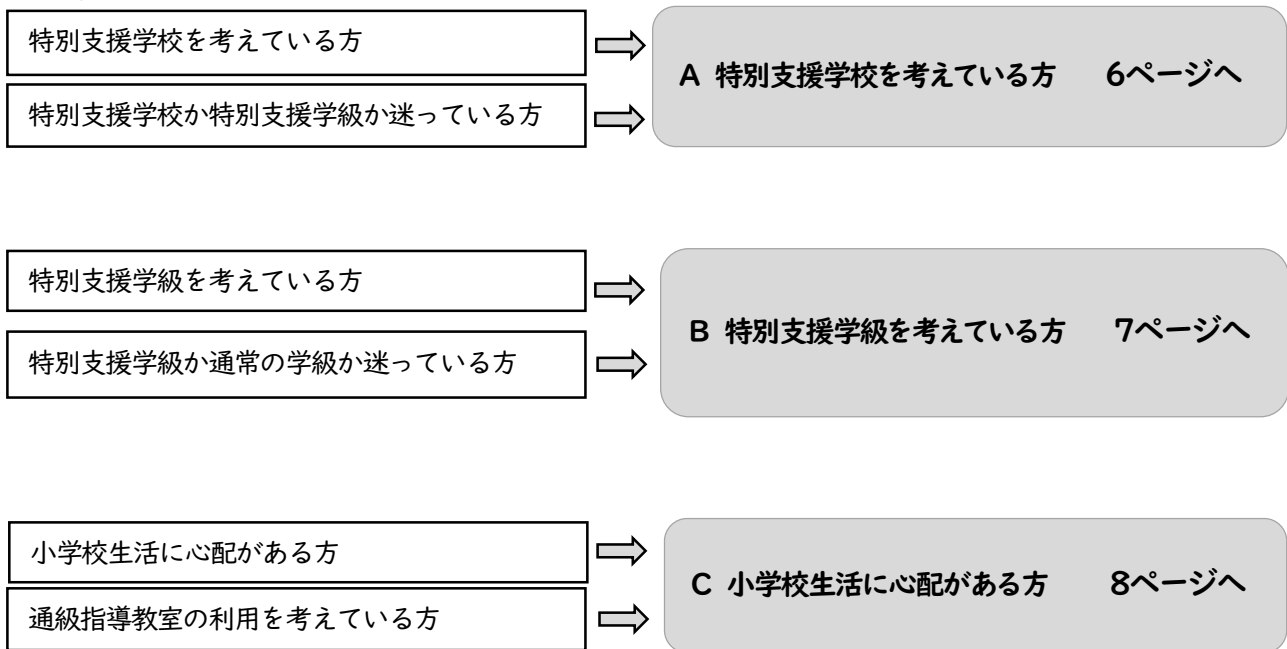 特別支援学校を考えている方
特別支援学校か特別支援学級か迷っている方
A 特別支援学校を考えている方 6ページへ
特別支援学級を考えている方
特別支援学級か通常の学級か迷っている方
B 特別支援学級を考えている方 7ページへ
小学校生活に心配がある方
通級指導教室の利用を考えている方
C 小学校生活に心配がある方 8ページへ